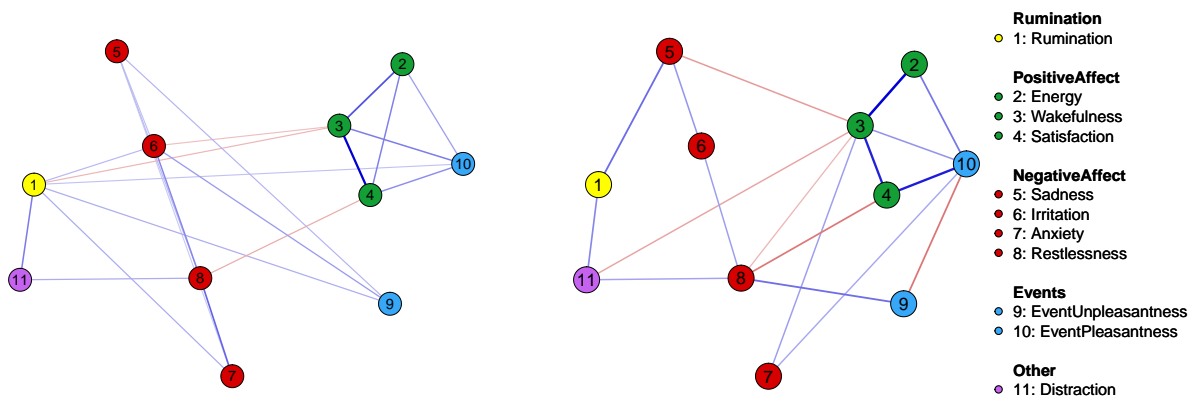 5
2
3
6
10
1
4
11
8
9
7
5
2
3
6
10
1
4
11
8
9
7
Rumination
1: Rumination
PositiveAffect
2: Energy
3: Wakefulness
4: Satisfaction
NegativeAffect
5: Sadness
6: Irritation
7: Anxiety
8: Restlessness
Events
9: EventUnpleasantness
10: EventPleasantness
Other
11: Distraction